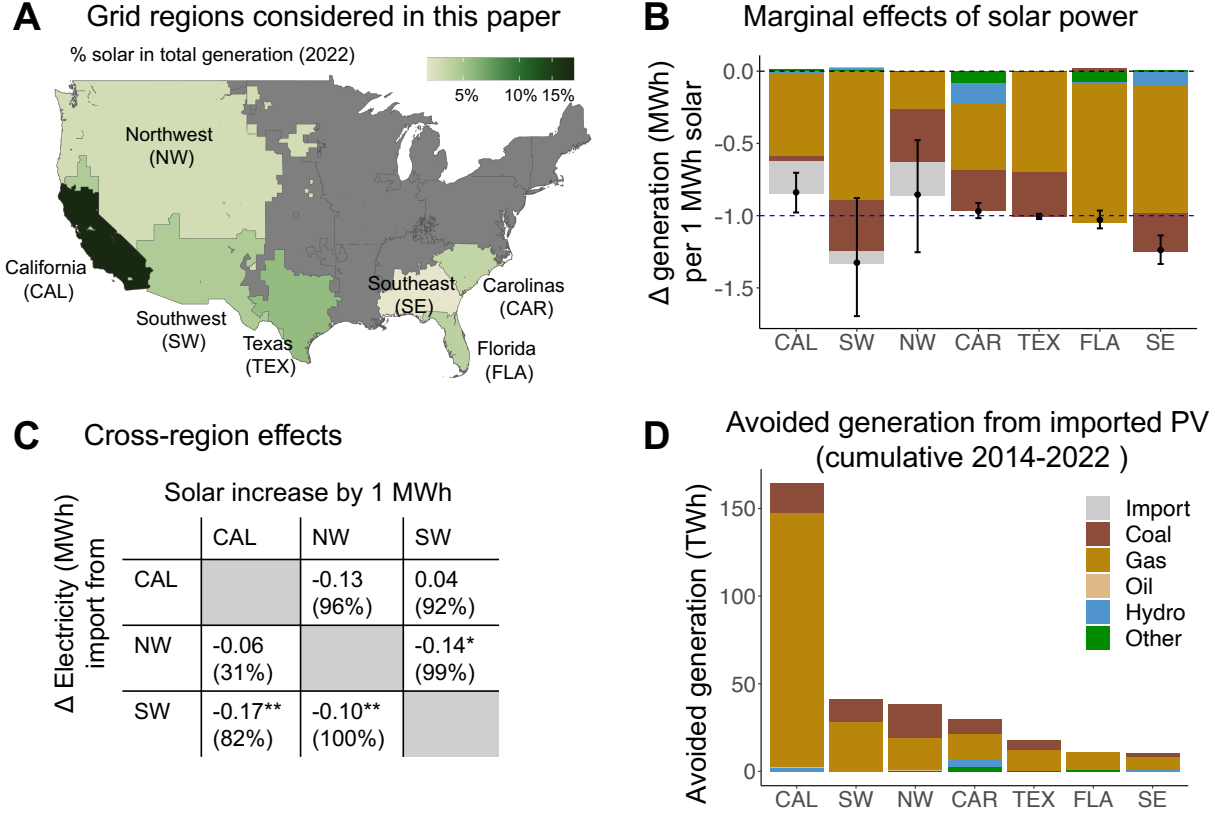 A Grid regions considered in this paper
% solar in total generation (2022)
5% 10% 15%
Northwest
(NW)
California
(CAL)
Southwest
(SW)
Texas
(TEX)
Southeast
(SE)
Carolinas
(CAR)
Florida
(FLA)
B Marginal effects of solar power
Δ generation (MWh)
per 1 MWh solar
0.0
-0.5
-1.0
-1.5
CAL SW NW CAR TEX FLA SE
C Cross-region effects
Solar increase by 1 MWh
Δ Electricity (MWh)
import from
CAL NW SW
CAL -0.13 0.04
(96%) (92%)
NW -0.06 -0.14*
(31%) (99%)
SW -0.17** -0.10**
(82%) (100%)
D Avoided generation from imported PV
(cumulative 2014-2022 )
Avoided generation (TWh)
150
100
50
0
CAL SW NW CAR TEX FLA SE
Import
Coal
Gas
Oil
Hydro
Other